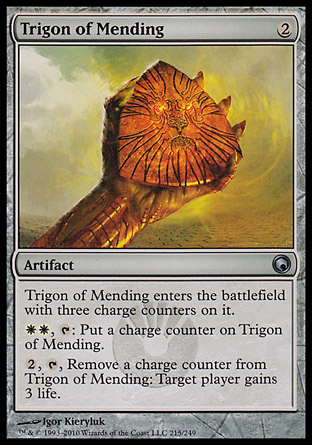 Trigon of Mending 2
Artifact
Trigon of Mending enters the battlefield
with three charge counters on it.
: Put a charge counter on Trigon
of Mending.
2, , Remove a charge counter from
Trigon of Mending: Target player gains
3 life.
Igor Kieryluk
™ & © 1993–2010 Wizards of the Coast LLC 215/249